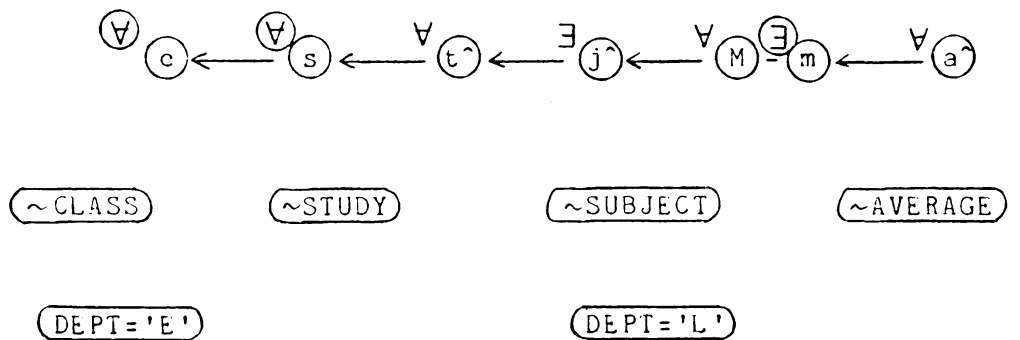 ∀ ∀ ∀ ∃ ∀ ∃ ∀
c ← s ← t^ ← j^ ← M - m ← a^
~CLASS ~STUDY ~SUBJECT ~AVERAGE
DEPT='E' DEPT='L'